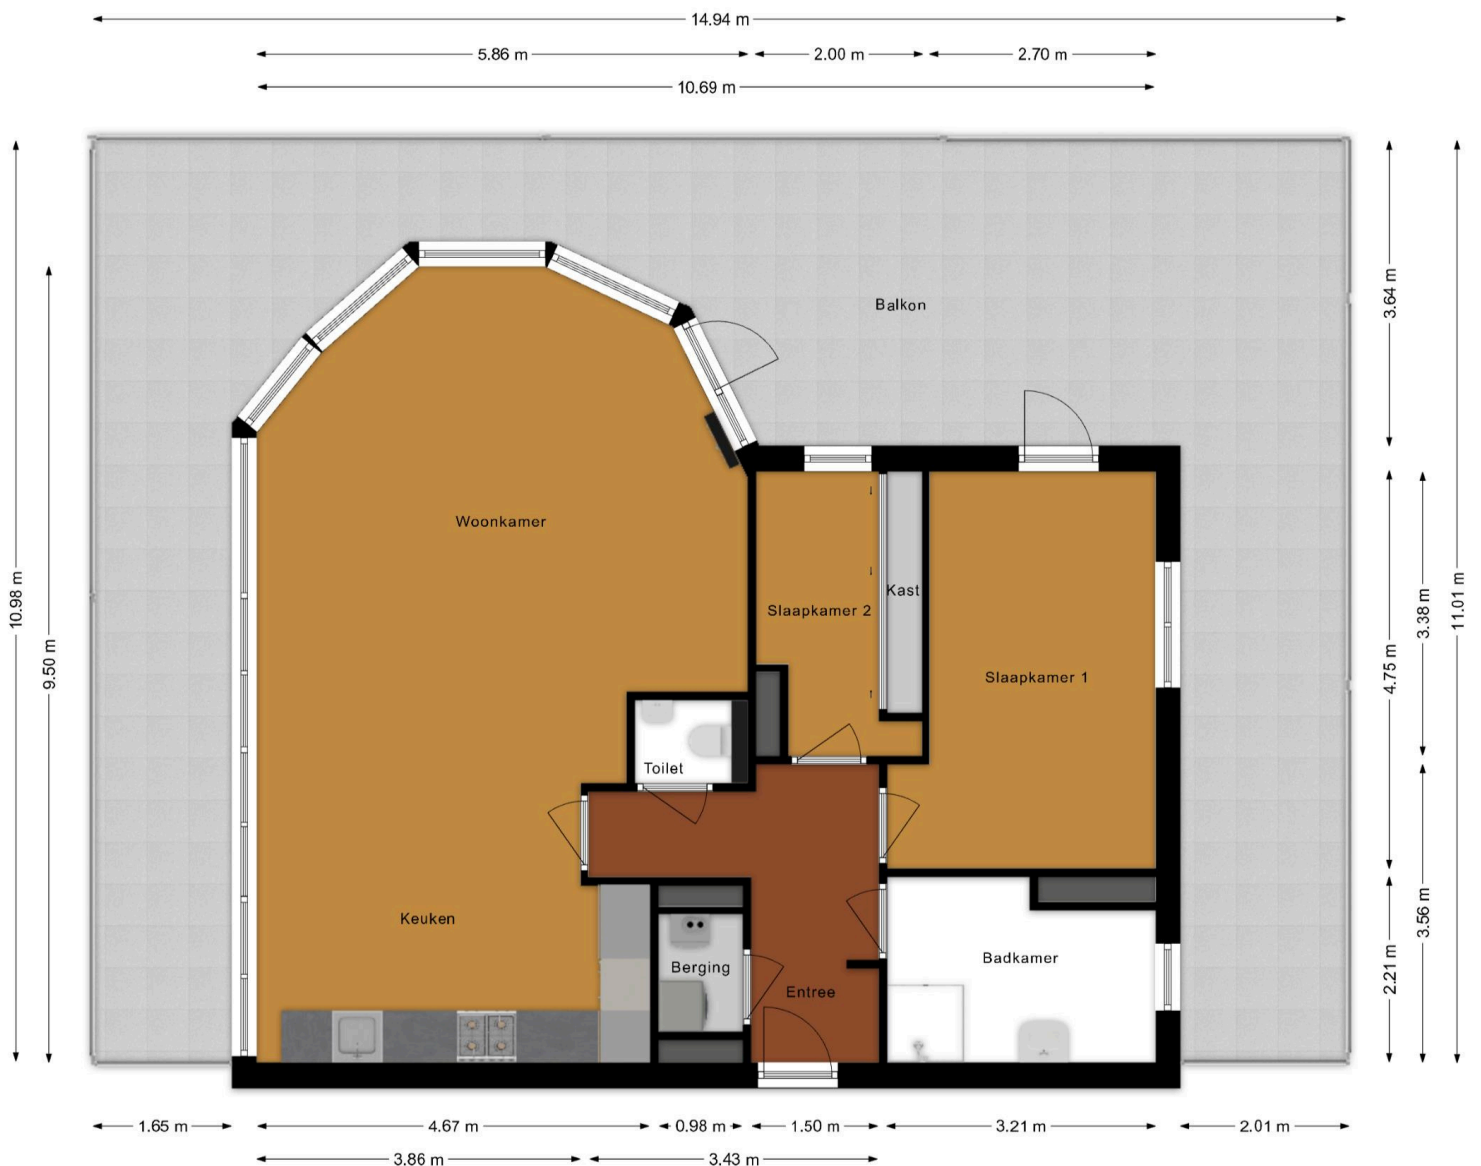 14.94 m
5.86 m
2.00 m
2.70 m
10.69 m
Balkon
3.64 m
Woonkamer
10.98 m
9.50 m
Slaapkamer 2
Kast
Slaapkamer 1
3.38 m
11.01 m
4.75 m
Toilet
Keuken
Berging
Entree
Badkamer
3.56 m
2.21 m
1.65 m
4.67 m
0.98 m
1.50 m
3.21 m
2.01 m
3.86 m
3.43 m